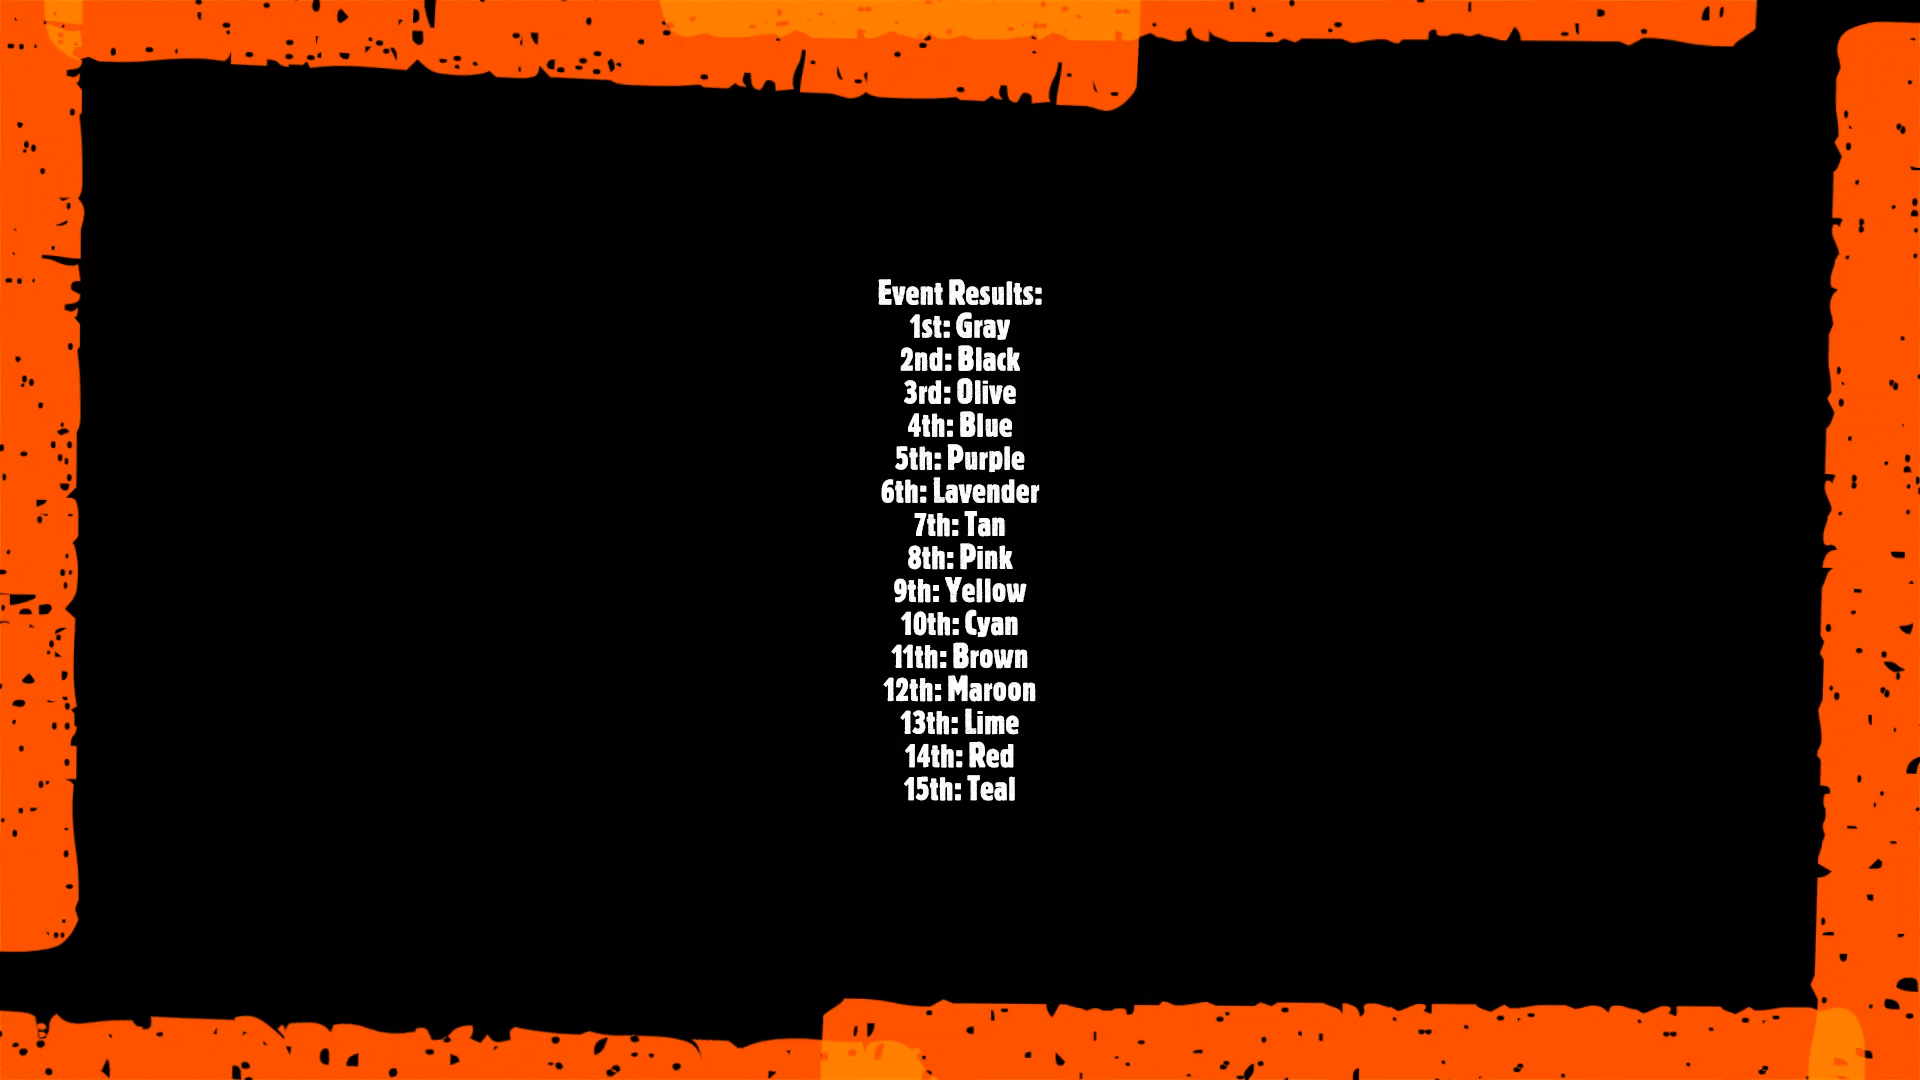 Event Results:
1st: Gray
2nd: Black
3rd: Olive
4th: Blue
5th: Purple
6th: Lavender
7th: Tan
8th: Pink
9th: Yellow
10th: Cyan
11th: Brown
12th: Maroon
13th: Lime
14th: Red
15th: Teal